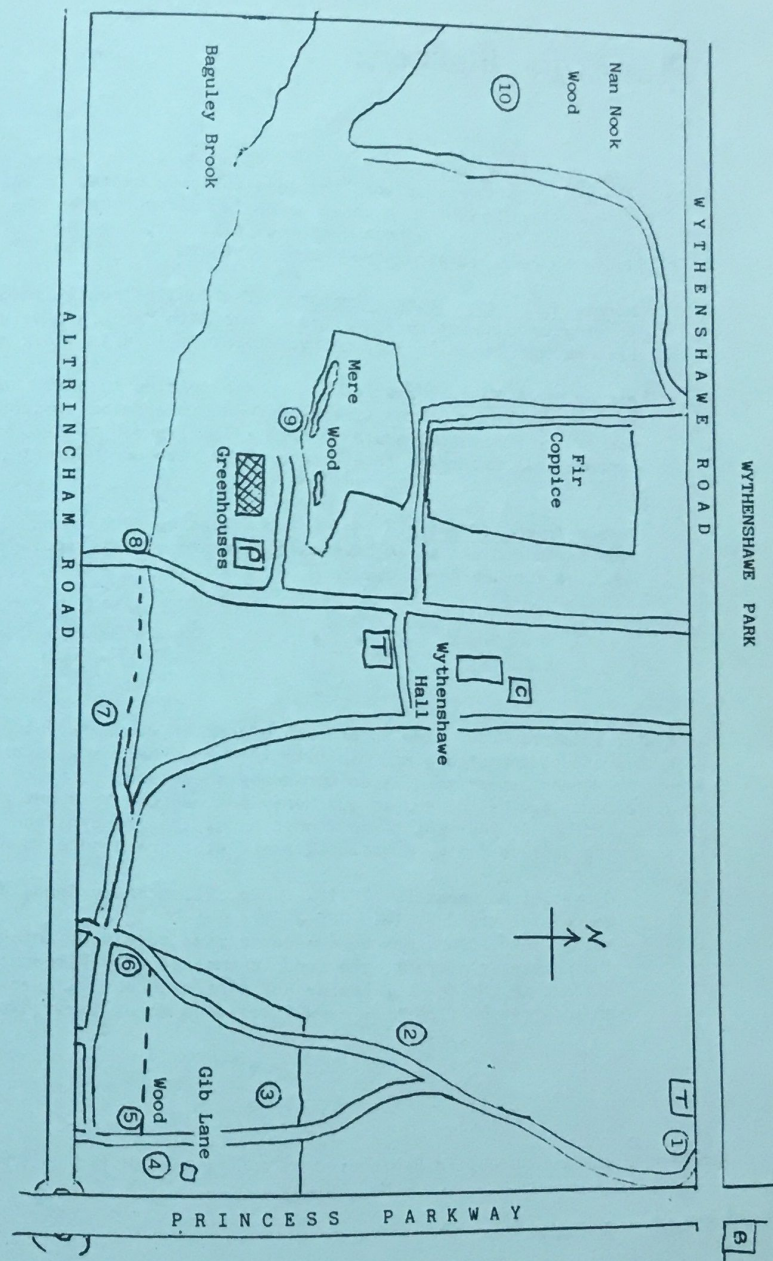 WYTHENSHAWE PARK
WYTHENSHAWE ROAD
Nan Nook
Wood
10
Baguley Brook
Fir
Coppice
Mere
Wood
9
Greenhouses
P
8
T
Wythenshawe
Hall
C
7
N
6
2
3
Gib Lane
Wood
5
4
T
1
ALTRINCHAM ROAD
PRINCESS PARKWAY
B